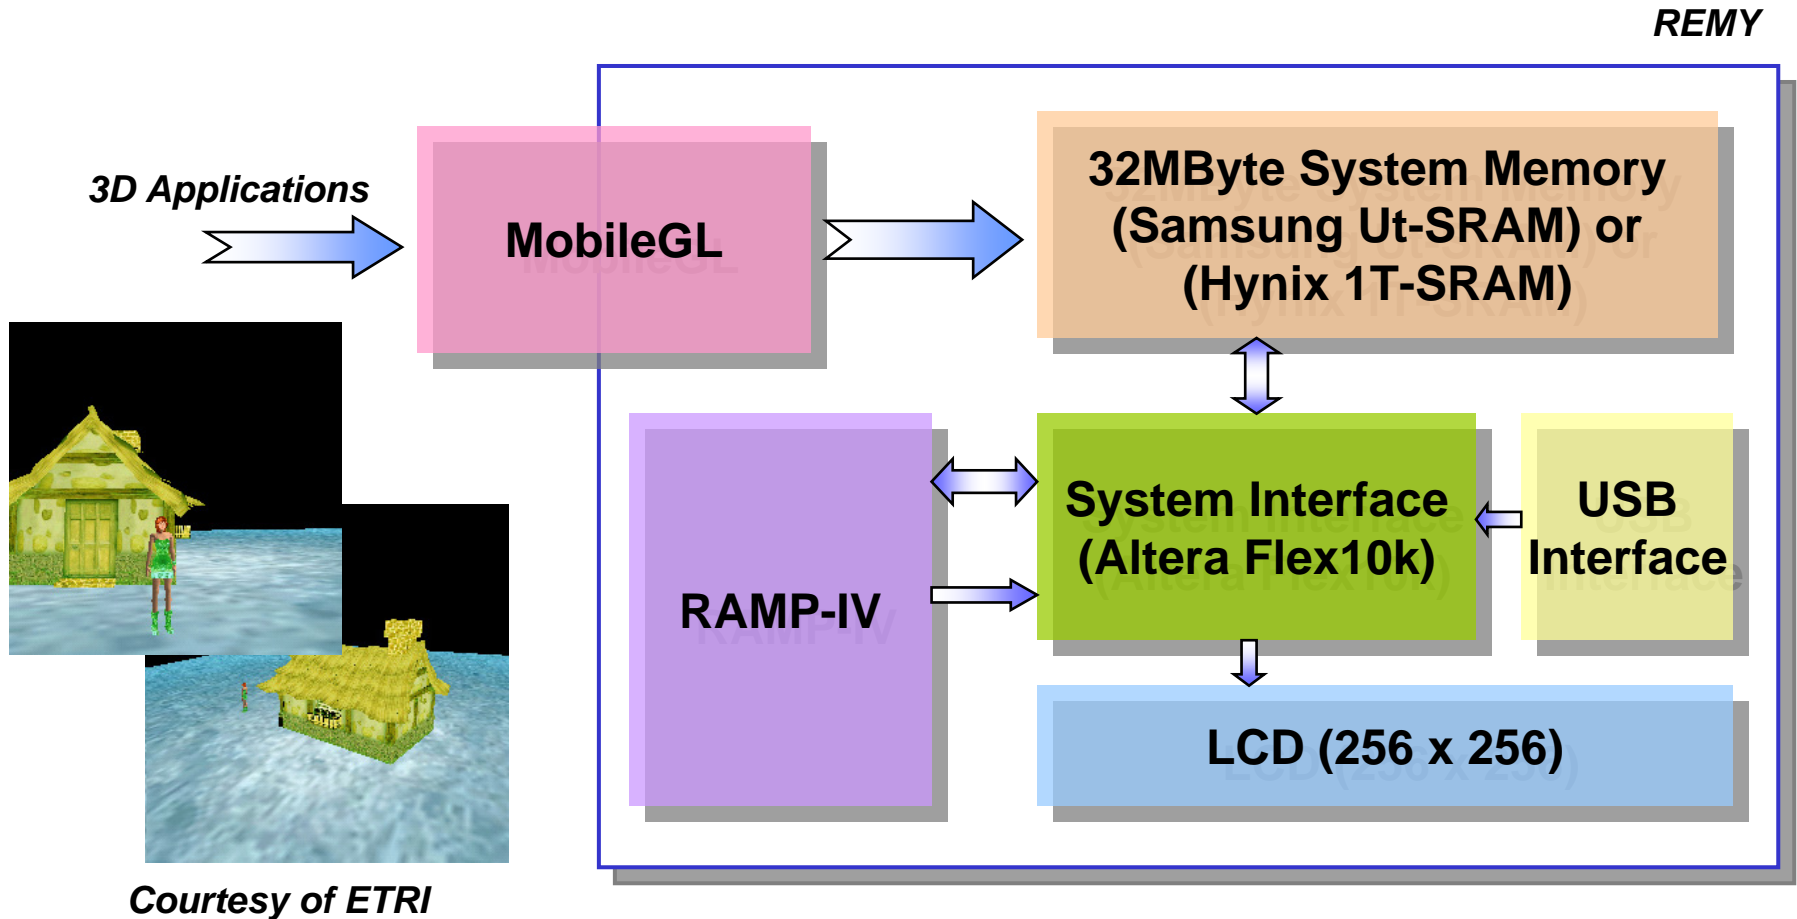 REMY
3D Applications
MobileGL
32MByte System Memory
(Samsung Ut-SRAM) or
(Hynix 1T-SRAM)
RAMP-IV
System Interface
(Altera Flex10k)
USB
Interface
LCD (256 x 256)
Courtesy of ETRI